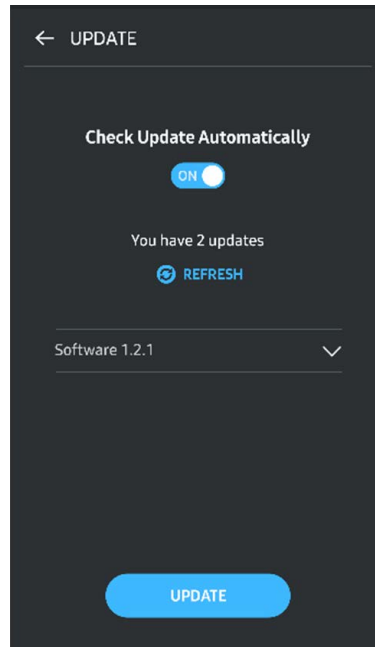 UPDATE
Check Update Automatically
ON
You have 2 updates
REFRESH
Software 1.2.1
UPDATE